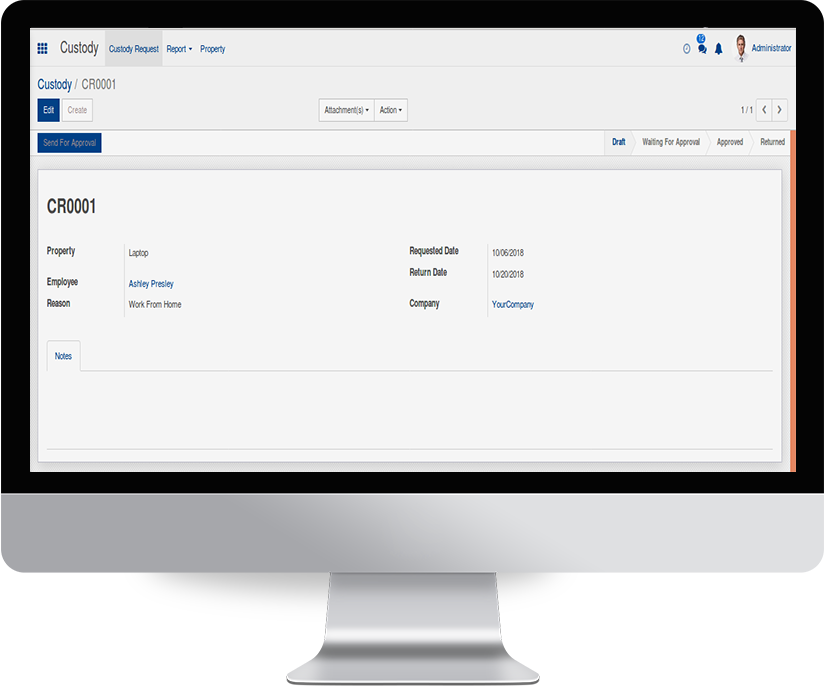 Custody Custody Request Report Property 12 Administrator
Custody / CR0001
Edit Create Attachment(s) Action 1 / 1
Send For Approval Draft Waiting For Approval Approved Returned
CR0001
Property Laptop Requested Date 10/06/2018
Return Date 10/20/2018
Employee Ashley Presley
Reason Work From Home Company YourCompany
Notes